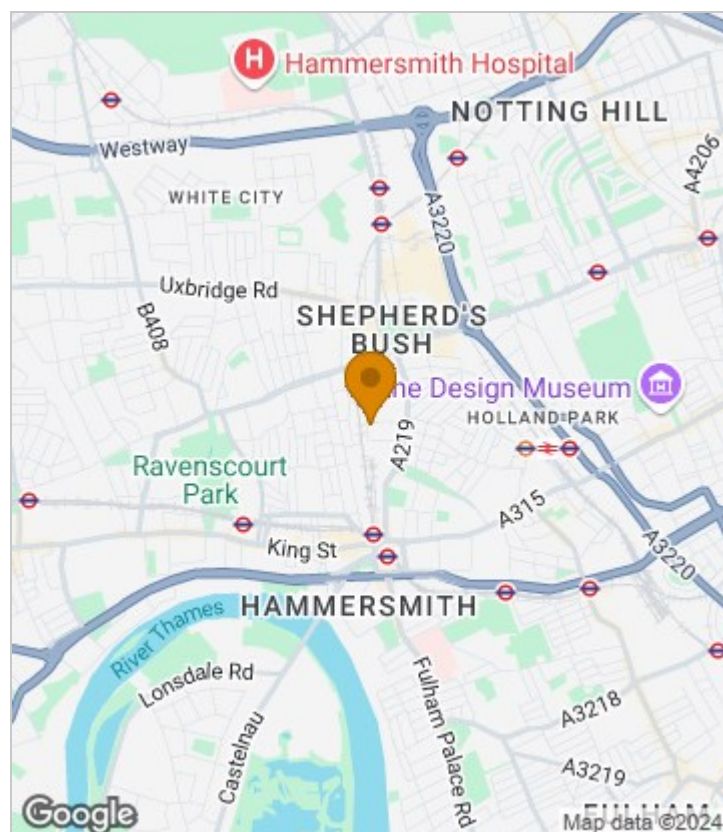 H Hammersmith Hospital
NOTTING HILL
Westway
A4206
WHITE CITY
A3220
Uxbridge Rd
B408
SHEPHERD'S
BUSH
The Design Museum
HOLLAND PARK
A219
Ravenscourt
Park
A315
King St
A3220
HAMMERSMITH
River Thames
Lonsdale Rd
Castelnau
Fulham Palace Rd
A3218
A3219
FULHAM
Google
Map data ©2024